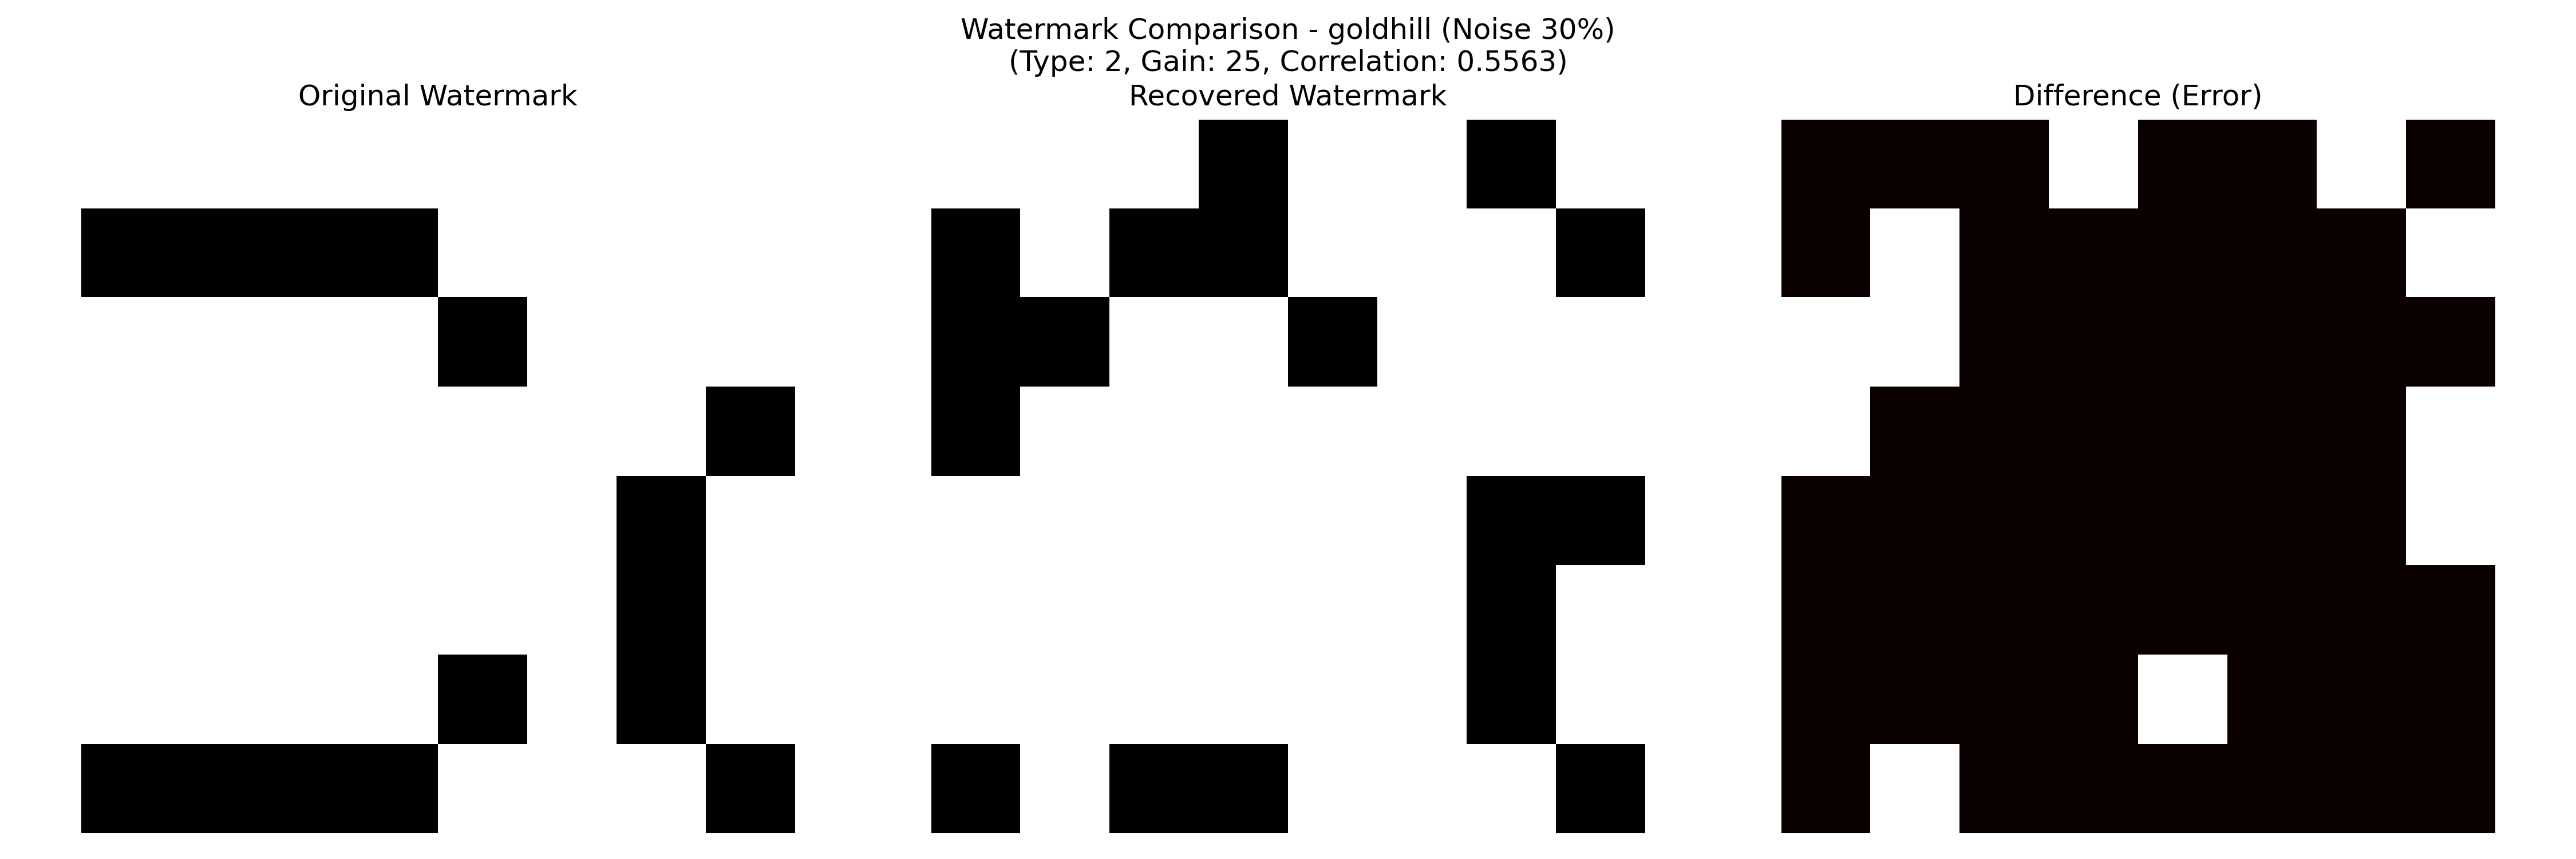 Watermark Comparison - goldhill (Noise 30%)
(Type: 2, Gain: 25, Correlation: 0.5563)
Original Watermark
Recovered Watermark
Difference (Error)